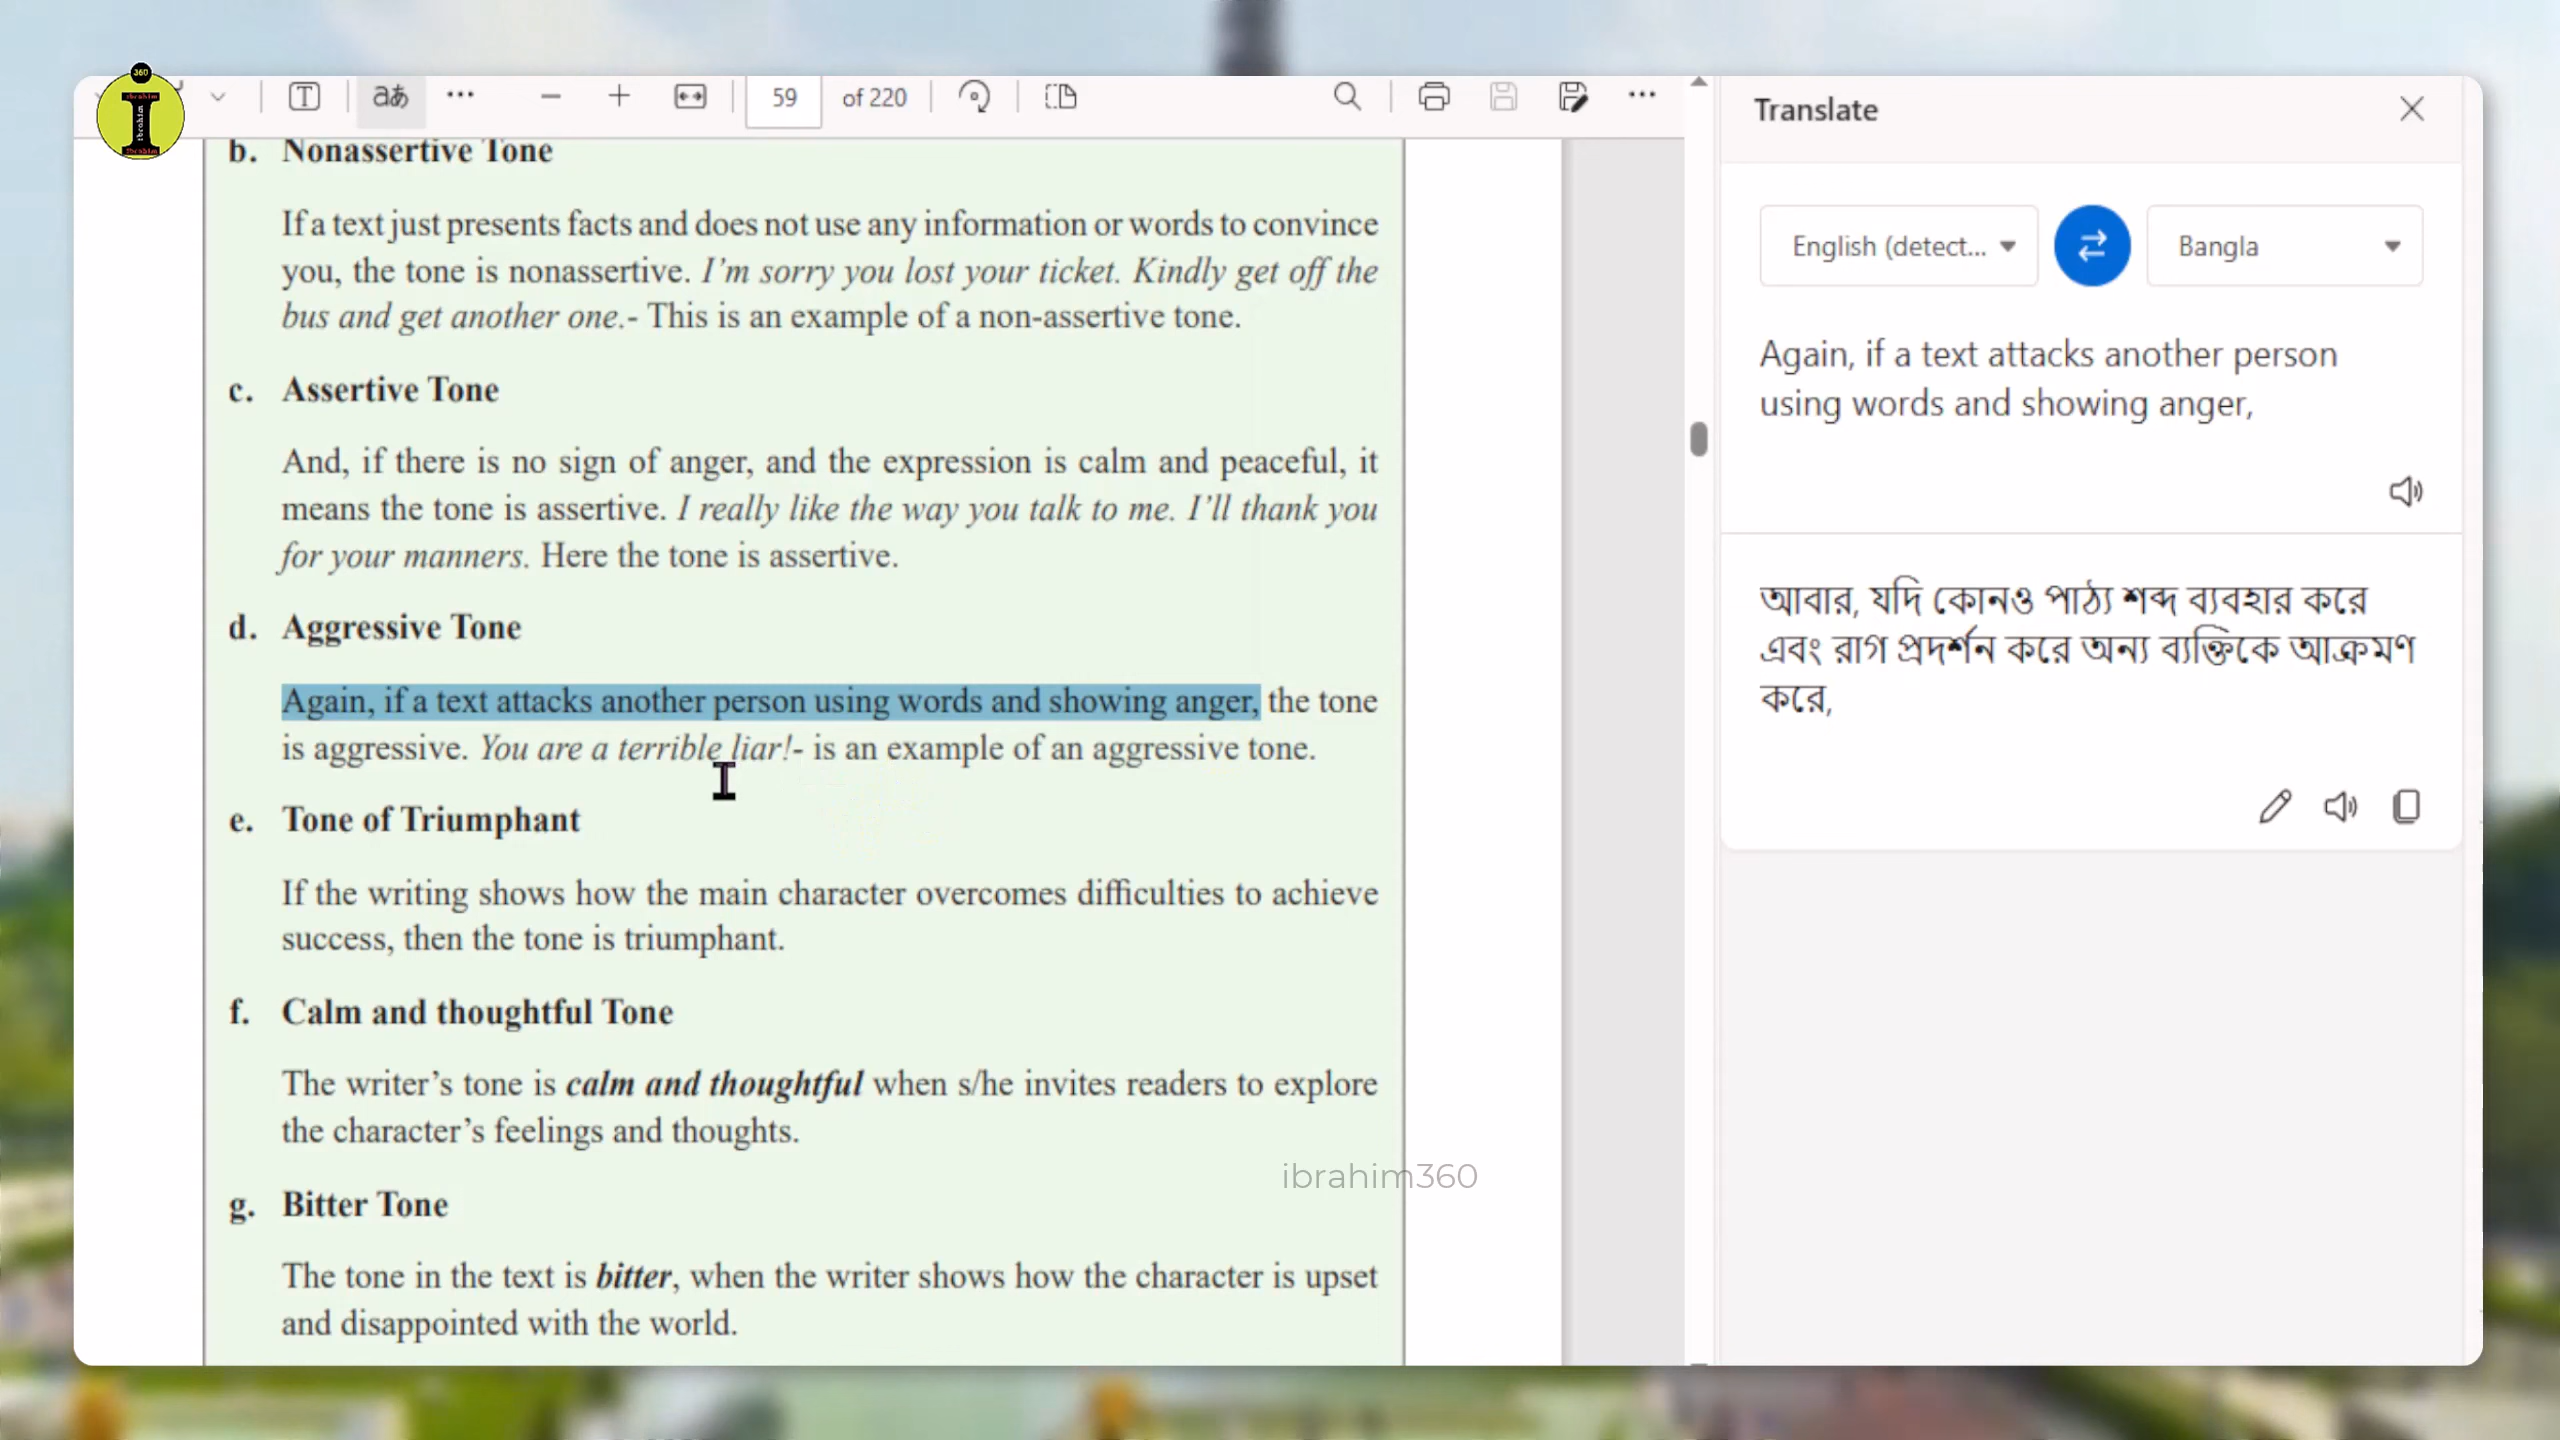 360
ibrahim
Ibrahim
Ibrahim
59 of 220
b. Nonassertive Tone
If a text just presents facts and does not use any information or words to convince
you, the tone is nonassertive. I’m sorry you lost your ticket. Kindly get off the
bus and get another one.- This is an example of a non-assertive tone.
c. Assertive Tone
And, if there is no sign of anger, and the expression is calm and peaceful, it
means the tone is assertive. I really like the way you talk to me. I’ll thank you
for your manners. Here the tone is assertive.
d. Aggressive Tone
Again, if a text attacks another person using words and showing anger, the tone
is aggressive. You are a terrible liar!- is an example of an aggressive tone.
e. Tone of Triumphant
If the writing shows how the main character overcomes difficulties to achieve
success, then the tone is triumphant.
f. Calm and thoughtful Tone
The writer’s tone is calm and thoughtful when s/he invites readers to explore
the character’s feelings and thoughts.
g. Bitter Tone
The tone in the text is bitter, when the writer shows how the character is upset
and disappointed with the world.
ibrahim360
Translate
English (detect...
Bangla
Again, if a text attacks another person
using words and showing anger,
আবার, যদি কোনও পাঠ্য শব্দ ব্যবহার করে
এবং রাগ প্রদর্শন করে অন্য ব্যক্তিকে আক্রমণ
করে,